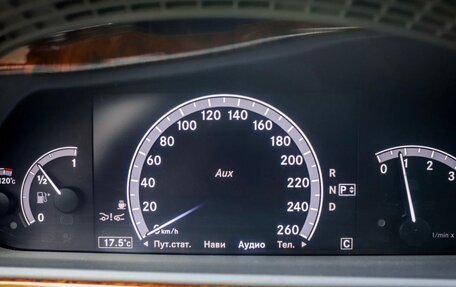 120 140
100 160
80 180
60 200
40 220
20 240
0 260
km/h
Aux
1
½
120°C
17.5°C
R
N P
D
Пут.стат. Нави Аудио Тел.
C
0 1 2 3
1/min x